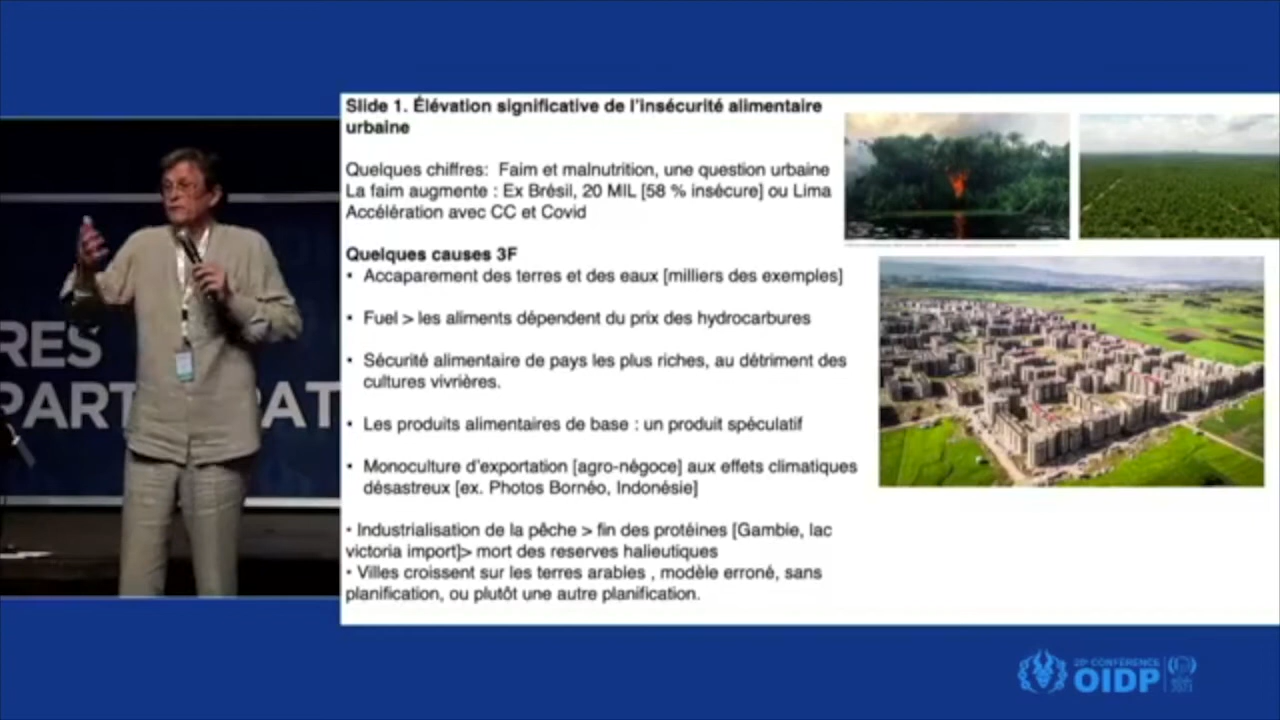 Slide 1. Élévation significative de l'insécurité alimentaire
urbaine
Quelques chiffres: Faim et malnutrition, une question urbaine
La faim augmente : Ex Brésil, 20 MIL [58 % insécure] ou Lima
Accélération avec CC et Covid
Quelques causes 3F
• Accaparement des terres et des eaux [milliers des exemples]
• Fuel > les aliments dépendent du prix des hydrocarbures
• Sécurité alimentaire de pays les plus riches, au détriment des
cultures vivrières.
• Les produits alimentaires de base : un produit spéculatif
• Monoculture d'exportation [agro-négoce] aux effets climatiques
désastreux [ex. Photos Bornéo, Indonésie]
• Industrialisation de la pêche > fin des protéines [Gambie, lac
victoria import]> mort des reserves halieutiques
• Villes croissent sur les terres arables , modèle erroné, sans
planification, ou plutôt une autre planification.
RES
PART PAT
CONFÉRENCE
OIDP